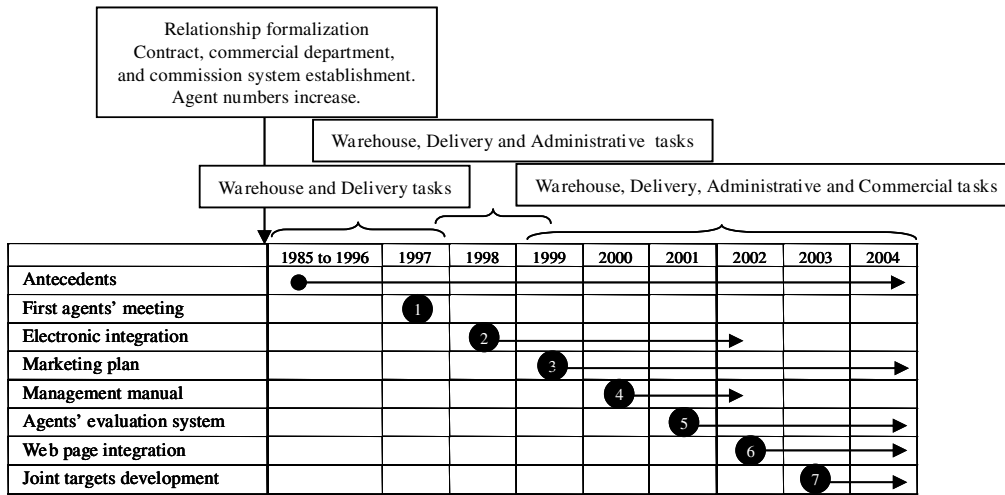 Relationship formalization
Contract, commercial department,
and commission system establishment.
Agent numbers increase.
Warehouse, Delivery and Administrative tasks
Warehouse and Delivery tasks
Warehouse, Delivery, Administrative and Commercial tasks
1985 to 1996 1997 1998 1999 2000 2001 2002 2003 2004
Antecedents
First agents' meeting 1
Electronic integration 2
Marketing plan 3
Management manual 4
Agents' evaluation system 5
Web page integration 6
Joint targets development 7